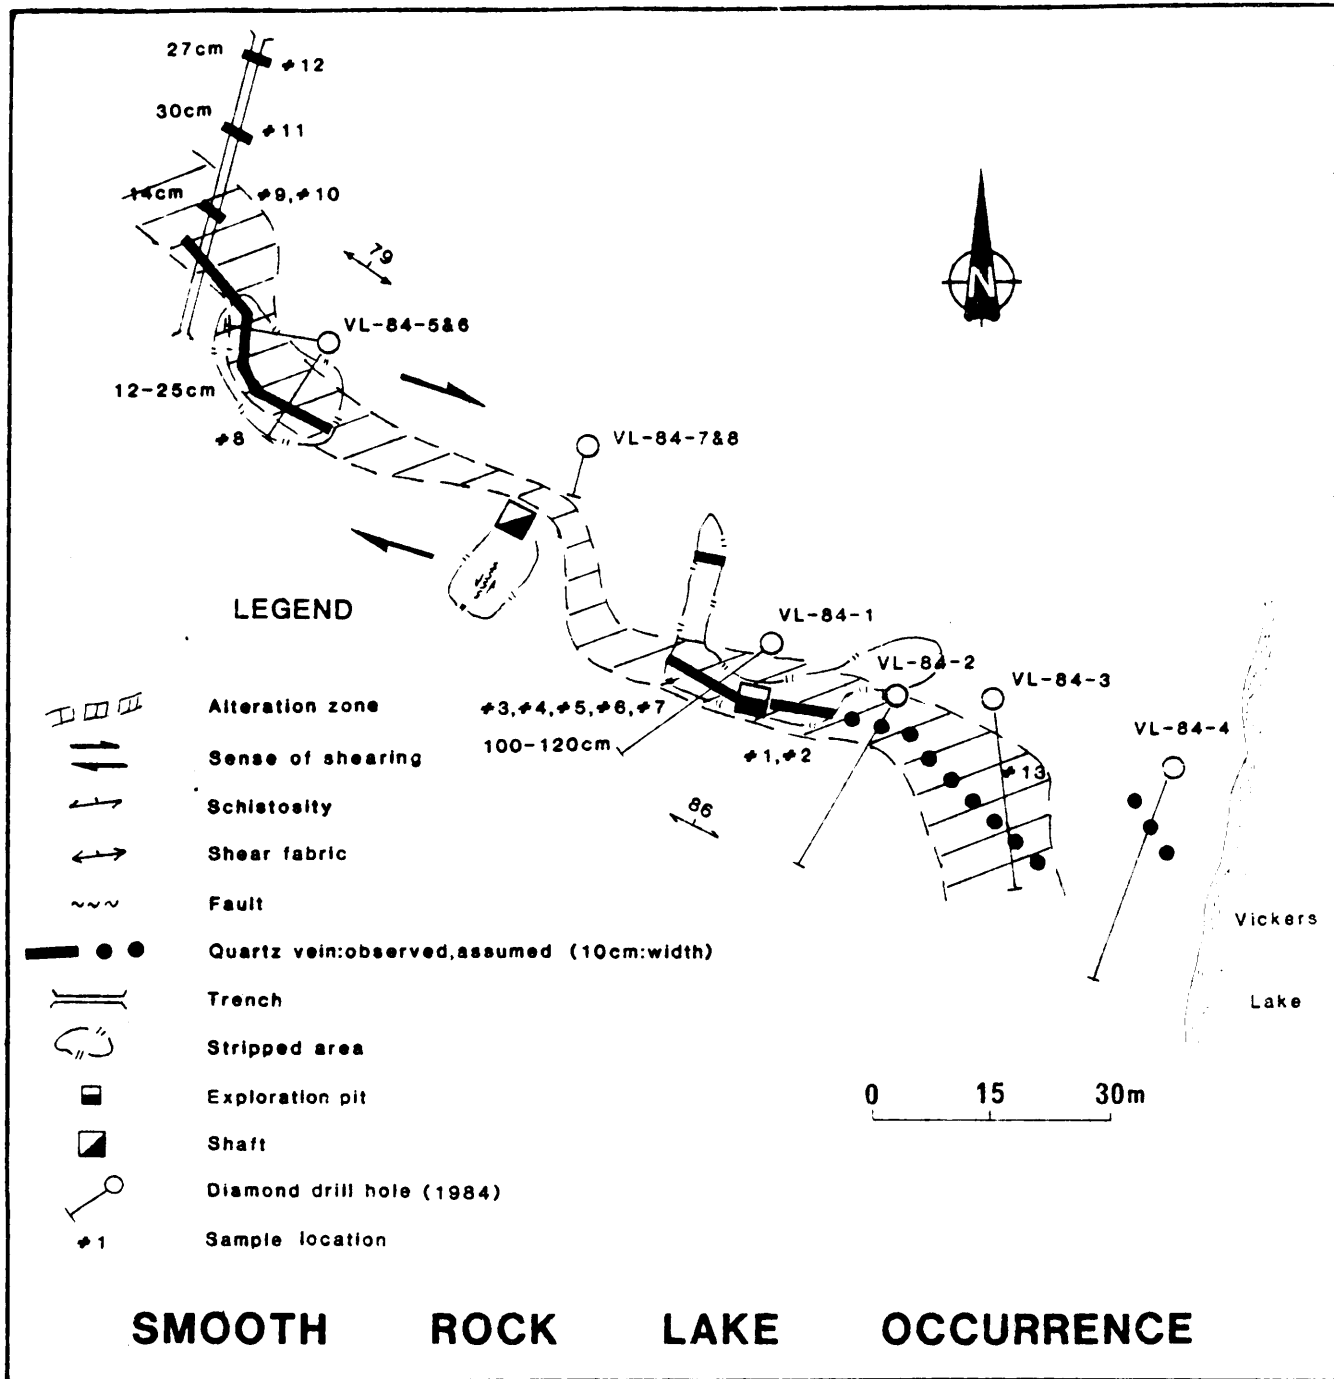 27cm
#12
30cm
#11
14cm
#9,#10
79
VL-84-5&6
12-25cm
#8
VL-84-7&8
N
VL-84-1
VL-84-2
VL-84-3
VL-84-4
#3,#4,#5,#6,#7
100-120cm
#1,#2
#13
86
Vickers
Lake
0 15 30m
LEGEND
Alteration zone
Sense of shearing
Schistosity
Shear fabric
Fault
Quartz vein:observed,assumed (10cm:width)
Trench
Stripped area
Exploration pit
Shaft
Diamond drill hole (1984)
#1 Sample location
SMOOTH ROCK LAKE OCCURRENCE